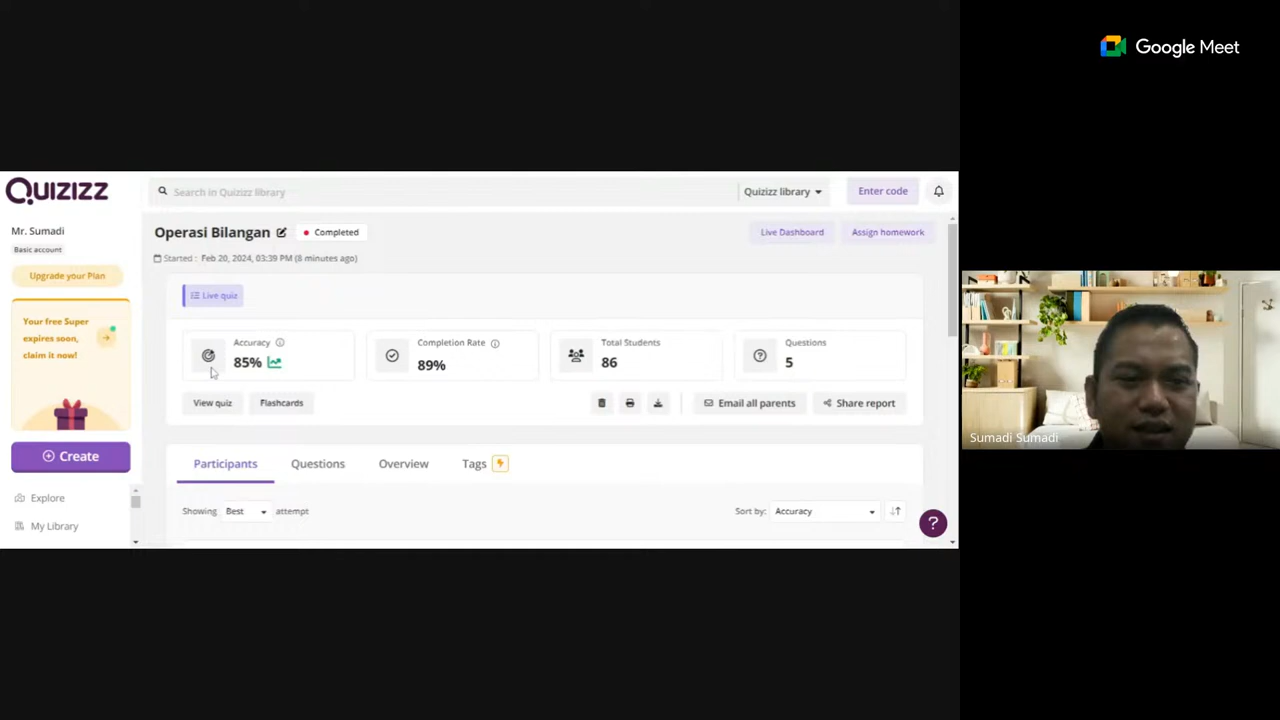 Google Meet
QUIZIZZ
Search in Quizizz library
Quizizz library
Enter code
Mr. Sumadi
Basic account
Upgrade your Plan
Your free Super
expires soon,
claim it now!
Create
Explore
My Library
Operasi Bilangan
Completed
Live Dashboard
Assign homework
Started : Feb 20, 2024, 03:39 PM (8 minutes ago)
Live quiz
Accuracy
85%
Completion Rate
89%
Total Students
86
Questions
5
View quiz
Flashcards
Email all parents
Share report
Participants
Questions
Overview
Tags
Showing Best attempt
Sort by: Accuracy
?
Sumadi Sumadi